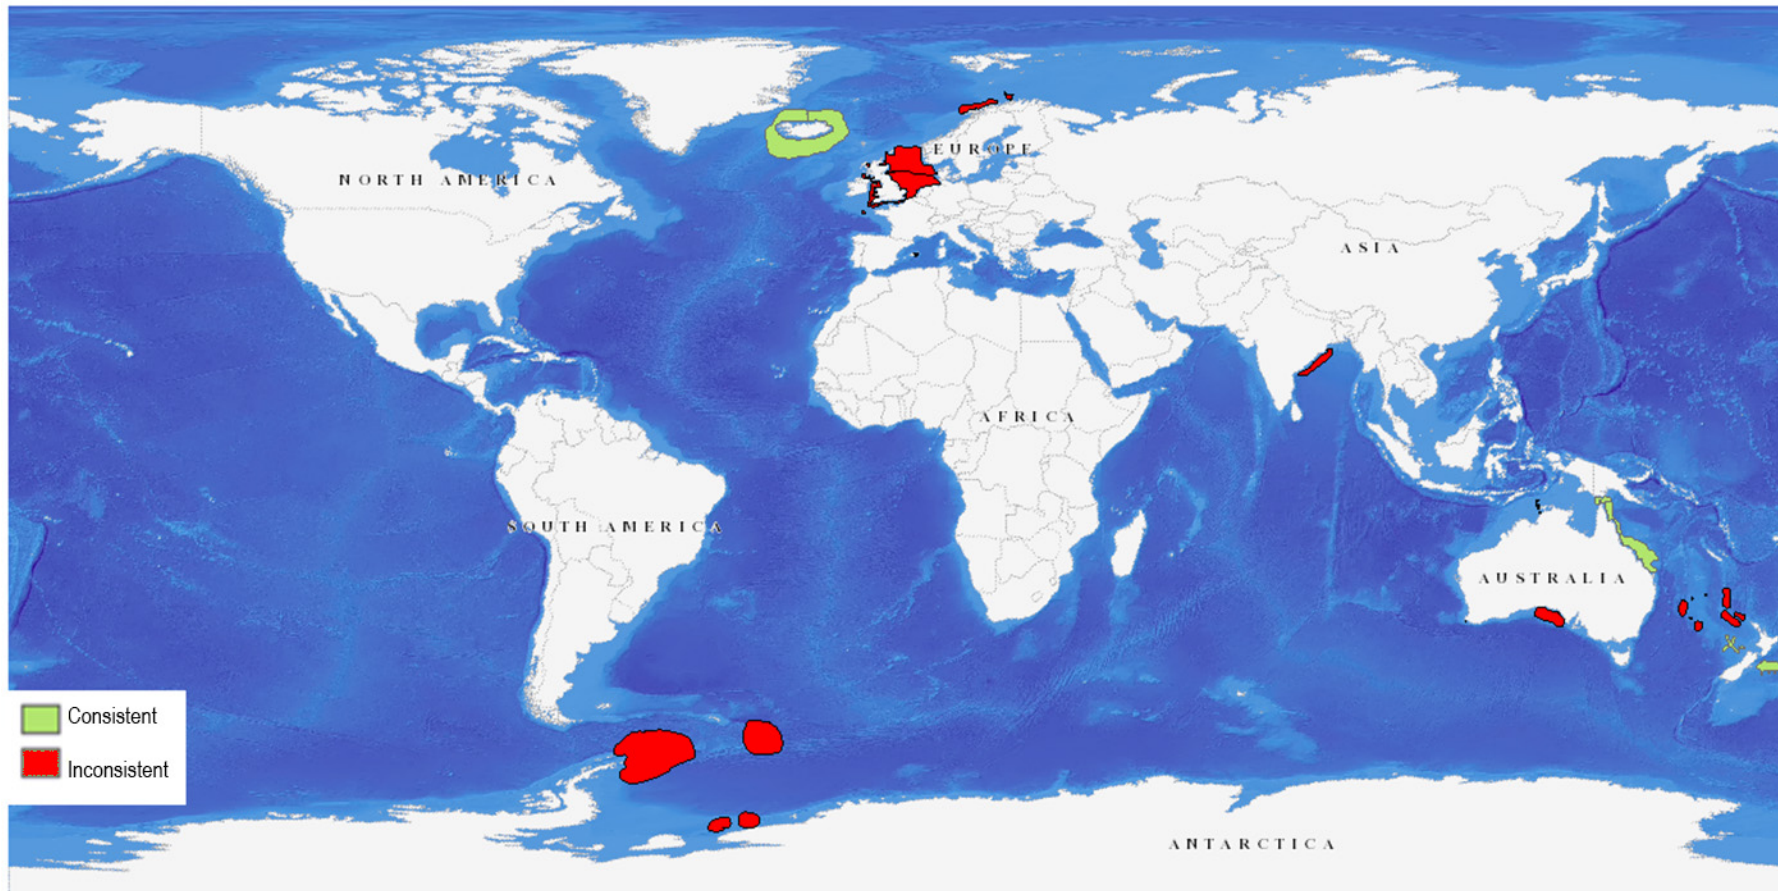 EUROPE
NORTH AMERICA
ASIA
AFRICA
SOUTH AMERICA
AUSTRALIA
Consistent
Inconsistent
ANTARCTICA